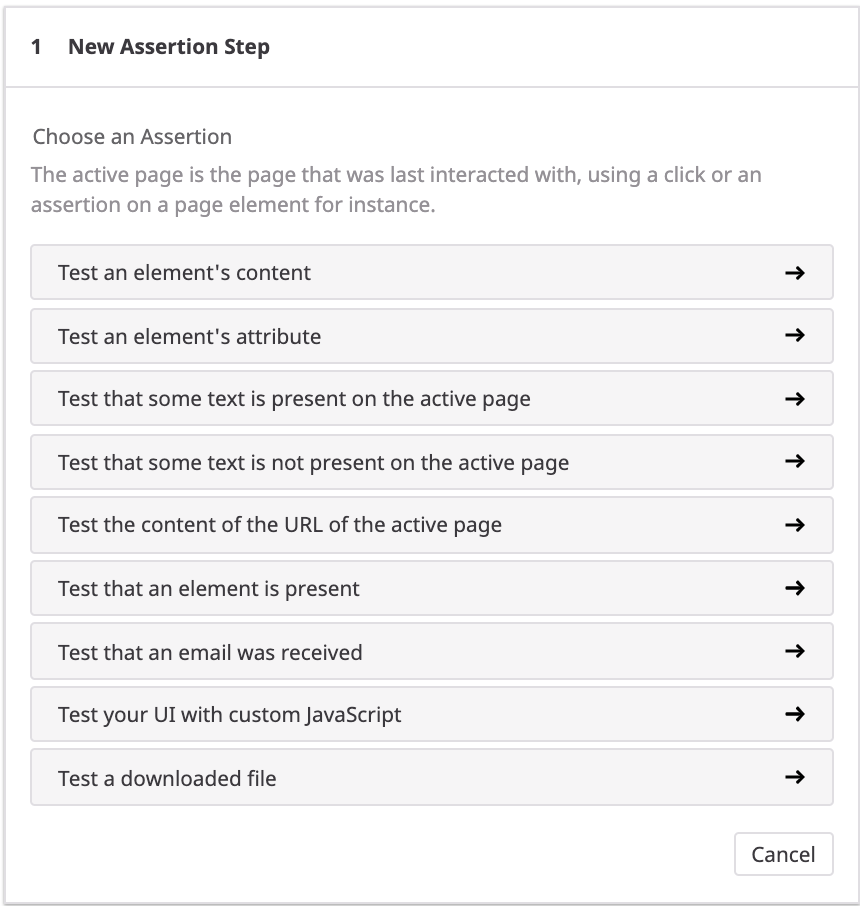 1 New Assertion Step
Choose an Assertion
The active page is the page that was last interacted with, using a click or an
assertion on a page element for instance.
Test an element's content
Test an element's attribute
Test that some text is present on the active page
Test that some text is not present on the active page
Test the content of the URL of the active page
Test that an element is present
Test that an email was received
Test your UI with custom JavaScript
Test a downloaded file
Cancel